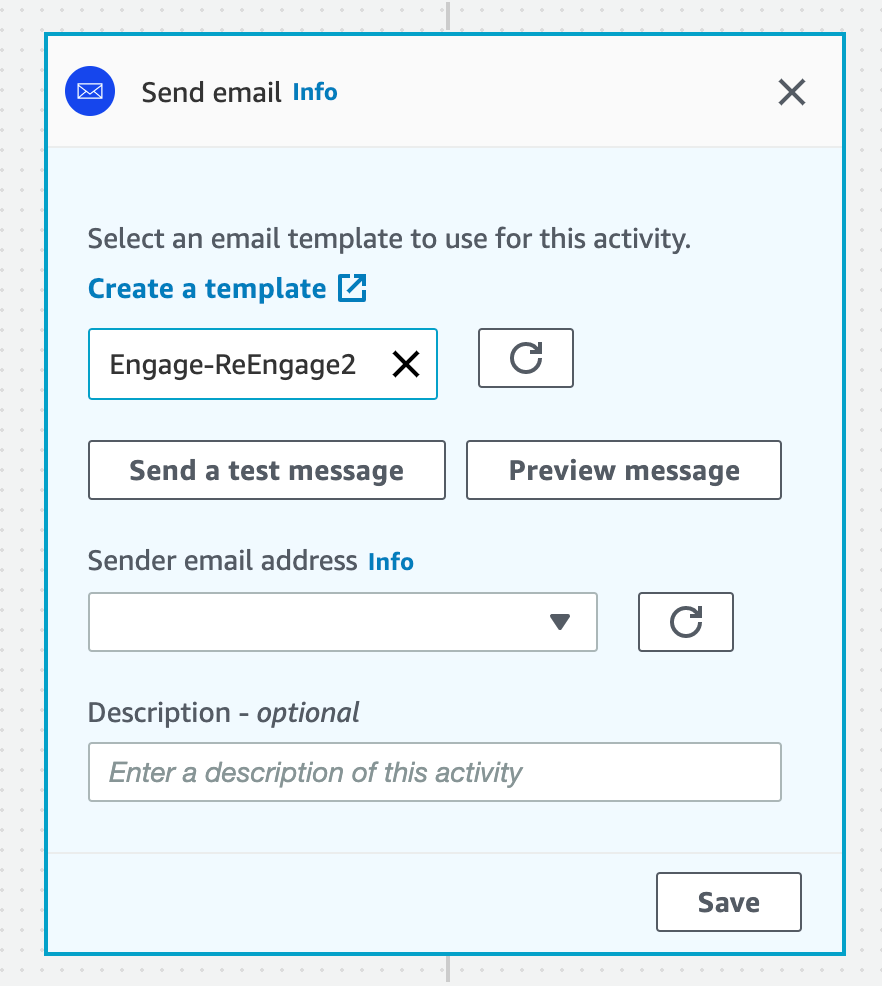 Send email Info
Select an email template to use for this activity.
Create a template
Engage-ReEngage2
Send a test message Preview message
Sender email address Info
Description - optional
Enter a description of this activity
Save